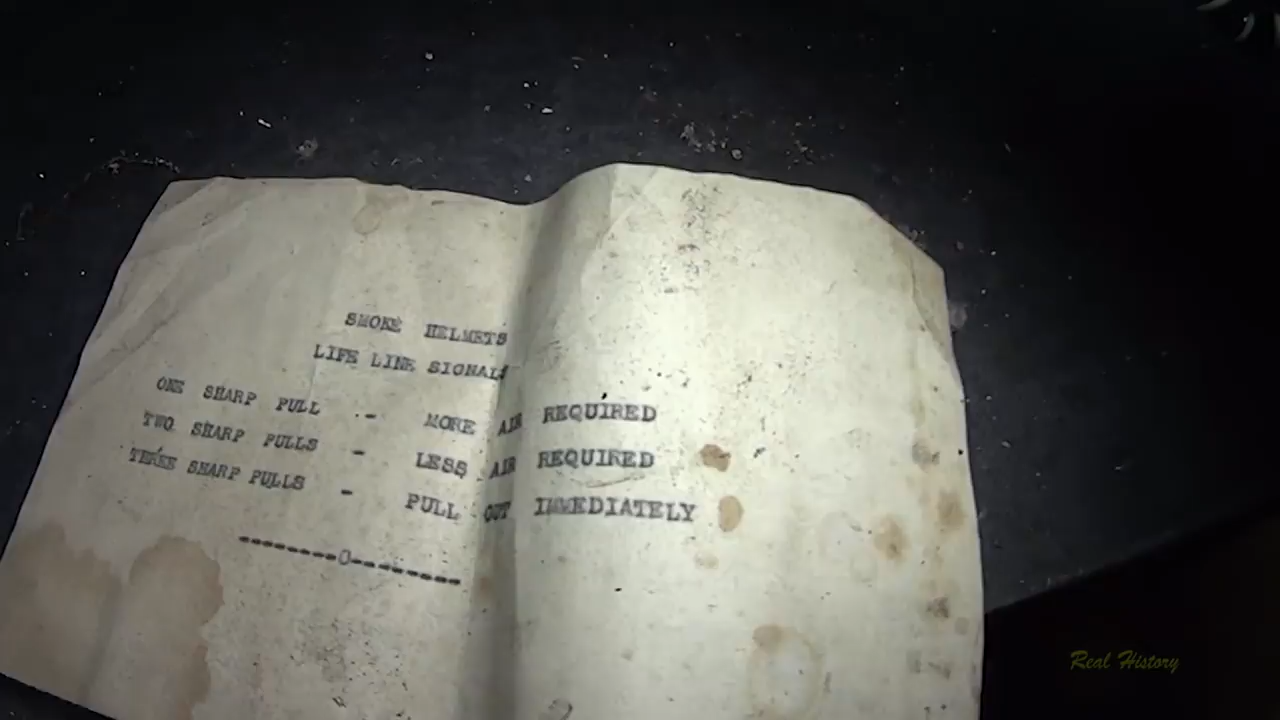 SMOKE HELMETS
LIFE LINE SIGNALS
ONE SHARP PULL - MORE AIR REQUIRED
TWO SHARP PULLS - LESS AIR REQUIRED
THREE SHARP PULLS - PULL OUT IMMEDIATELY
---------0---------
Real History